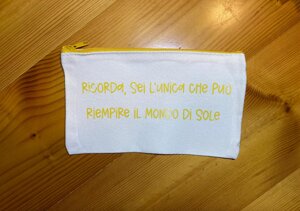 RICORDA, SEI L'UNICA CHE PUÒ
RIEMPIRE IL MONDO DI SOLE